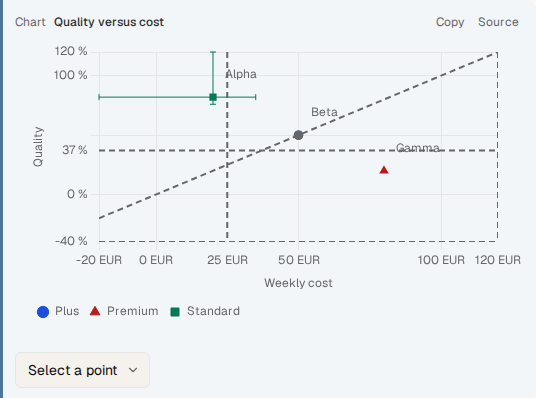 Chart Quality versus cost Copy Source
120 %
100 %
Alpha
Beta
Quality
37 %
Gamma
0 %
-40 %
-20 EUR 0 EUR 25 EUR 50 EUR 100 EUR 120 EUR
Weekly cost
Plus Premium Standard
Select a point